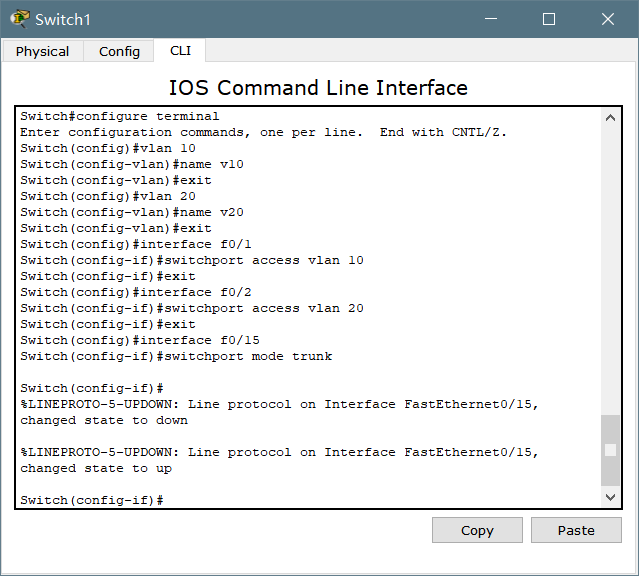 Switch1
Physical Config CLI
IOS Command Line Interface
Switch#configure terminal
Enter configuration commands, one per line.  End with CNTL/Z.
Switch(config)#vlan 10
Switch(config-vlan)#name v10
Switch(config-vlan)#exit
Switch(config)#vlan 20
Switch(config-vlan)#name v20
Switch(config-vlan)#exit
Switch(config)#interface f0/1
Switch(config-if)#switchport access vlan 10
Switch(config-if)#exit
Switch(config)#interface f0/2
Switch(config-if)#switchport access vlan 20
Switch(config-if)#exit
Switch(config)#interface f0/15
Switch(config-if)#switchport mode trunk
Switch(config-if)#
%LINEPROTO-5-UPDOWN: Line protocol on Interface FastEthernet0/15,
changed state to down
%LINEPROTO-5-UPDOWN: Line protocol on Interface FastEthernet0/15,
changed state to up
Switch(config-if)#
Copy Paste